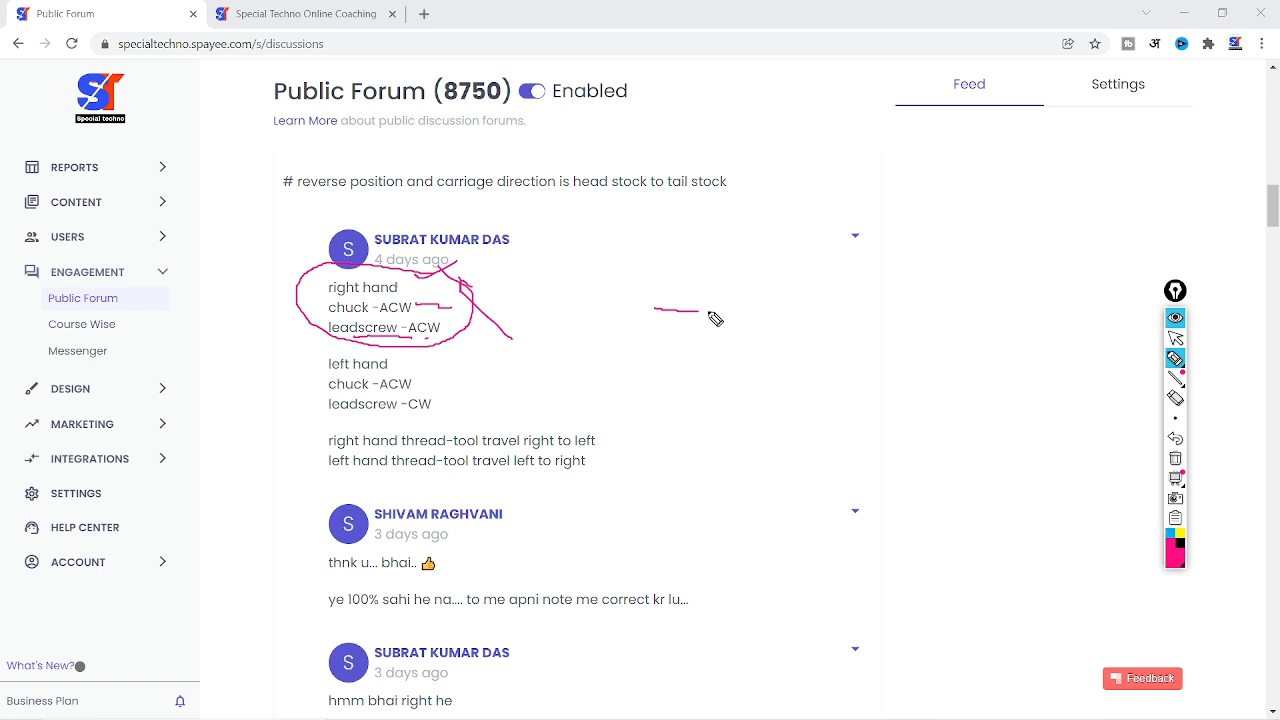 Public Forum
Special Techno Online Coaching
specialtechno.spayee.com/s/discussions
ST
Special techno
REPORTS
CONTENT
USERS
ENGAGEMENT
Public Forum
Course Wise
Messenger
DESIGN
MARKETING
INTEGRATIONS
SETTINGS
HELP CENTER
ACCOUNT
What's New?
Business Plan
Public Forum (8750) Enabled
Learn More about public discussion forums.
Feed
Settings
# reverse position and carriage direction is head stock to tail stock
S
SUBRAT KUMAR DAS
4 days ago
right hand
chuck -ACW
leadscrew -ACW
left hand
chuck -ACW
leadscrew -CW
right hand thread-tool travel right to left
left hand thread-tool travel left to right
S
SHIVAM RAGHVANI
3 days ago
thnk u... bhai.. 👍
ye 100% sahi he na.... to me apni note me correct kr lu...
S
SUBRAT KUMAR DAS
3 days ago
hmm bhai right he
Feedback